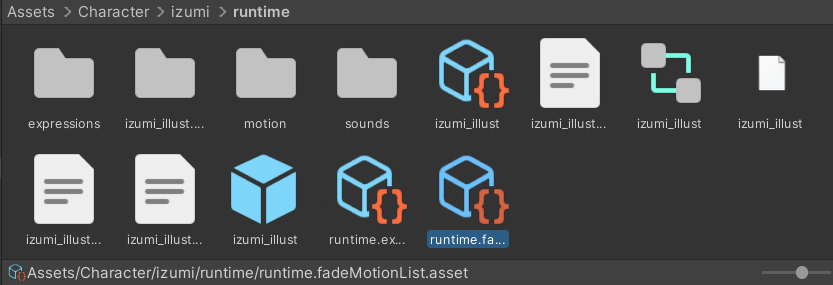 Assets > Character > izumi > runtime
expressions
izumi_illust....
motion
sounds
izumi_illust
izumi_illust...
izumi_illust
izumi_illust
izumi_illust...
izumi_illust...
izumi_illust
runtime.ex...
runtime.fa...
Assets/Character/izumi/runtime/runtime.fadeMotionList.asset